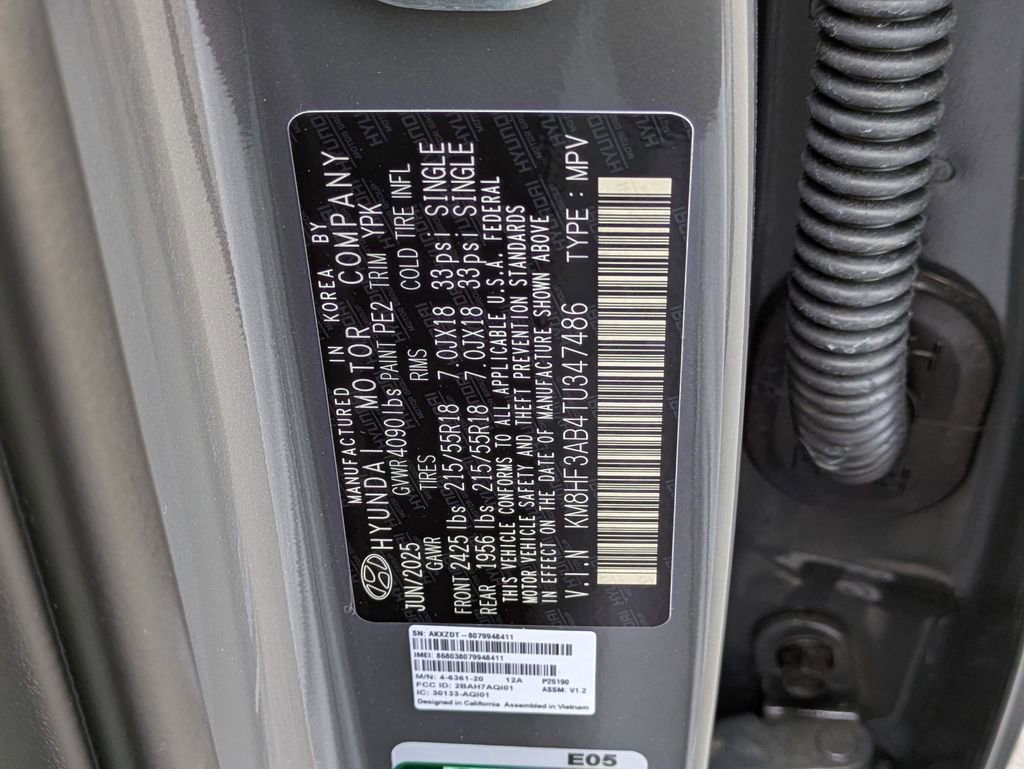 MANUFACTURED IN KOREA BY
HYUNDAI MOTOR COMPANY
JUN/2025 GVWR 4090lbs PAINT PE2 TRIM YPK
GAWR TIRES RIMS COLD TIRE INFL
FRONT 2425 lbs 215/55R18 7.0JX18 33psi SINGLE
REAR 1956 lbs 215/55R18 7.0JX18 33psi SINGLE
THIS VEHICLE CONFORMS TO ALL APPLICABLE U.S.A. FEDERAL
MOTOR VEHICLE SAFETY AND THEFT PREVENTION STANDARDS
IN EFFECT ON THE DATE OF MANUFACTURE, SHOWN ABOVE
V.I.N KM8HF3AB4TU347486 TYPE : MPV
SN: AKXZDT-8079948411
IMEI: 868038079948411
M/N: 4-6361-20 12A P25190
FCC ID: 2BAH7AQI01 ASSM: V1.2
IC: 30133-AQI01
Designed in California Assembled in Vietnam
E05